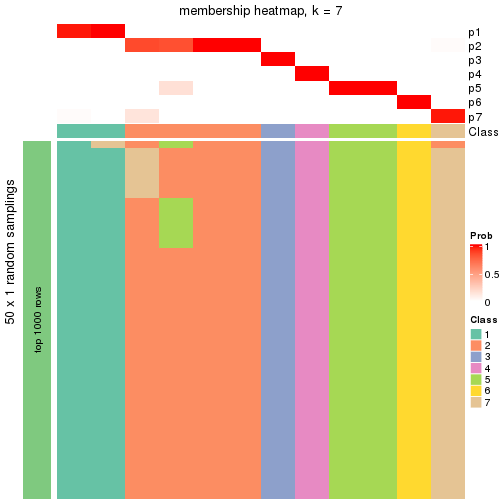 membership heatmap, k = 7
p1
p2
p3
p4
p5
p6
p7
Class
50 x 1 random samplings
top 1000 rows
Prob
1
0.5
0
Class
1
2
3
4
5
6
7